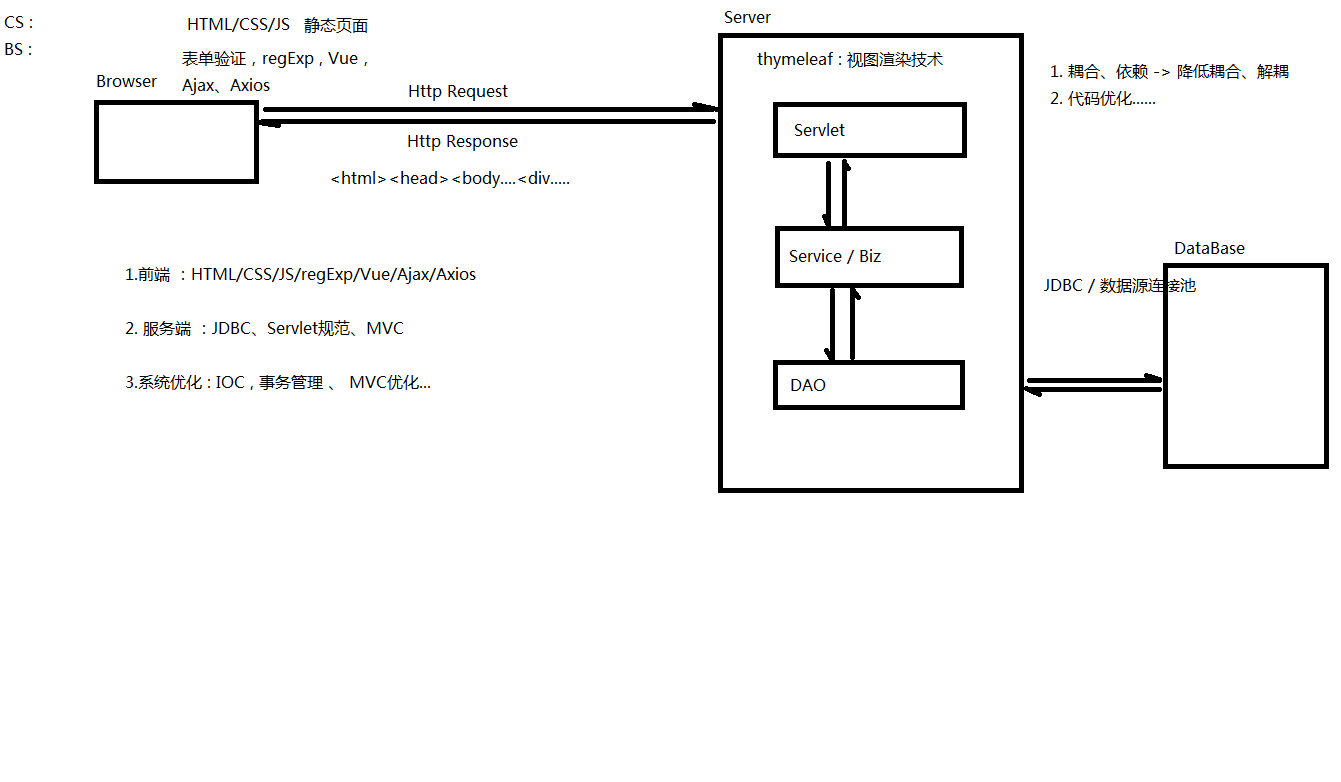 CS :
BS :
HTML/CSS/JS 静态页面
表单验证，regExp , Vue ,
Ajax、Axios
Browser
Http Request
Http Response
<html><head><body....<div.....
1.前端 : HTML/CSS/JS/regExp/Vue/Ajax/Axios
2. 服务端 : JDBC、Servlet规范、MVC
3.系统优化 : IOC , 事务管理 、 MVC优化...
Server
thymeleaf : 视图渲染技术
Servlet
Service / Biz
DAO
1. 耦合、依赖 -> 降低耦合、解耦
2. 代码优化......
DataBase
JDBC / 数据源连接池